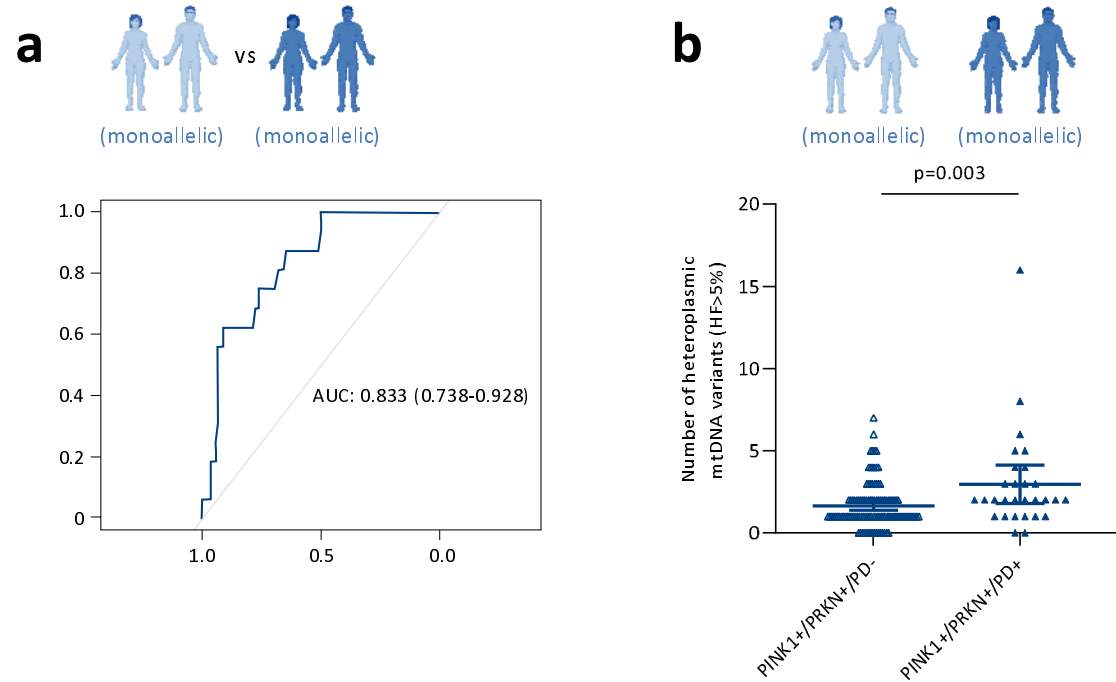 a
vs
(monoallelic) (monoallelic)
1.0
0.8
0.6
0.4
0.2
0
AUC: 0.833 (0.738-0.928)
1.0 0.5 0.0
b
(monoallelic) (monoallelic)
p=0.003
Number of heteroplasmic
mtDNA variants (HF>5%)
20
15
10
5
0
PINK1+/PRKN+/PD-
PINK1+/PRKN+/PD+